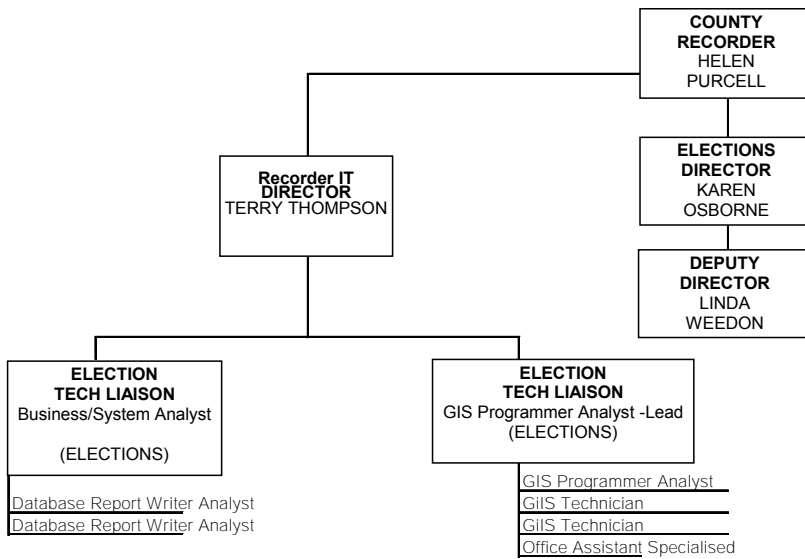 COUNTY
RECORDER
HELEN
PURCELL
ELECTIONS
DIRECTOR
KAREN
OSBORNE
DEPUTY
DIRECTOR
LINDA
WEEDON
Recorder IT
DIRECTOR
TERRY THOMPSON
ELECTION
TECH LIAISON
Business/System Analyst
(ELECTIONS)
Database Report Writer Analyst
Database Report Writer Analyst
ELECTION
TECH LIAISON
GIS Programmer Analyst -Lead
(ELECTIONS)
GIS Programmer Analyst
GiIS Technician
GiIS Technician
Office Assistant Specialised